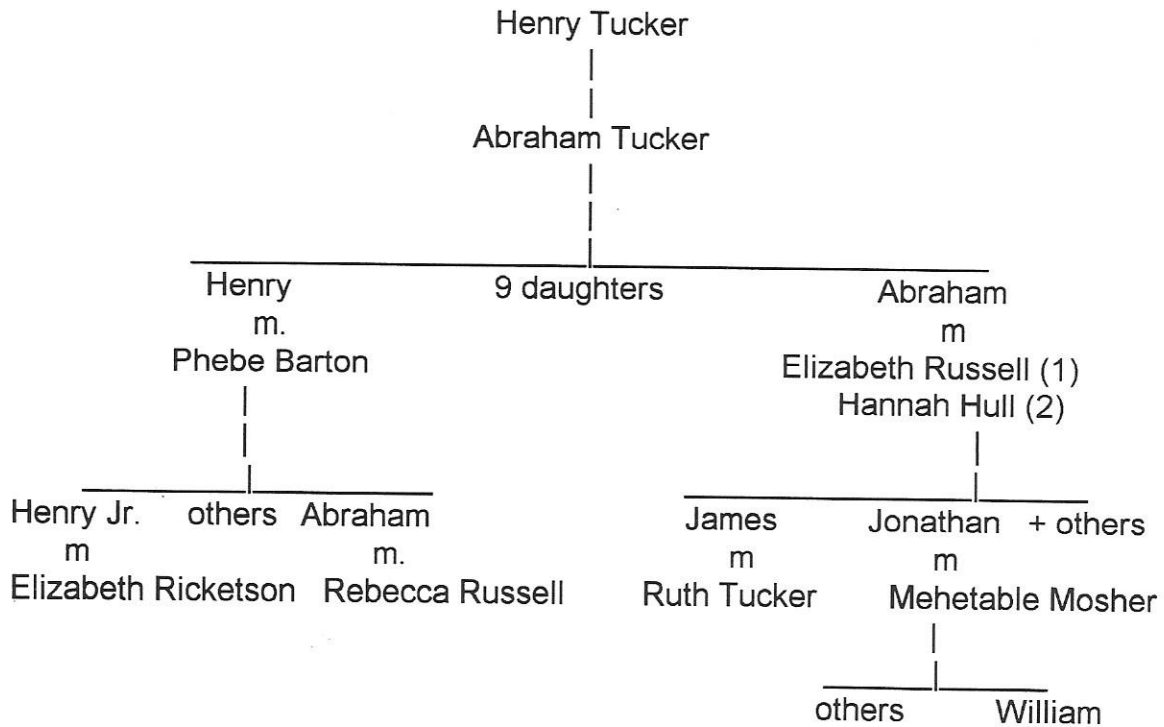 Henry Tucker
Abraham Tucker
Henry 9 daughters Abraham
m. m
Phebe Barton Elizabeth Russell (1)
Hannah Hull (2)
Henry Jr. others Abraham James Jonathan + others
m m. m m
Elizabeth Ricketson Rebecca Russell Ruth Tucker Mehetable Mosher
others William